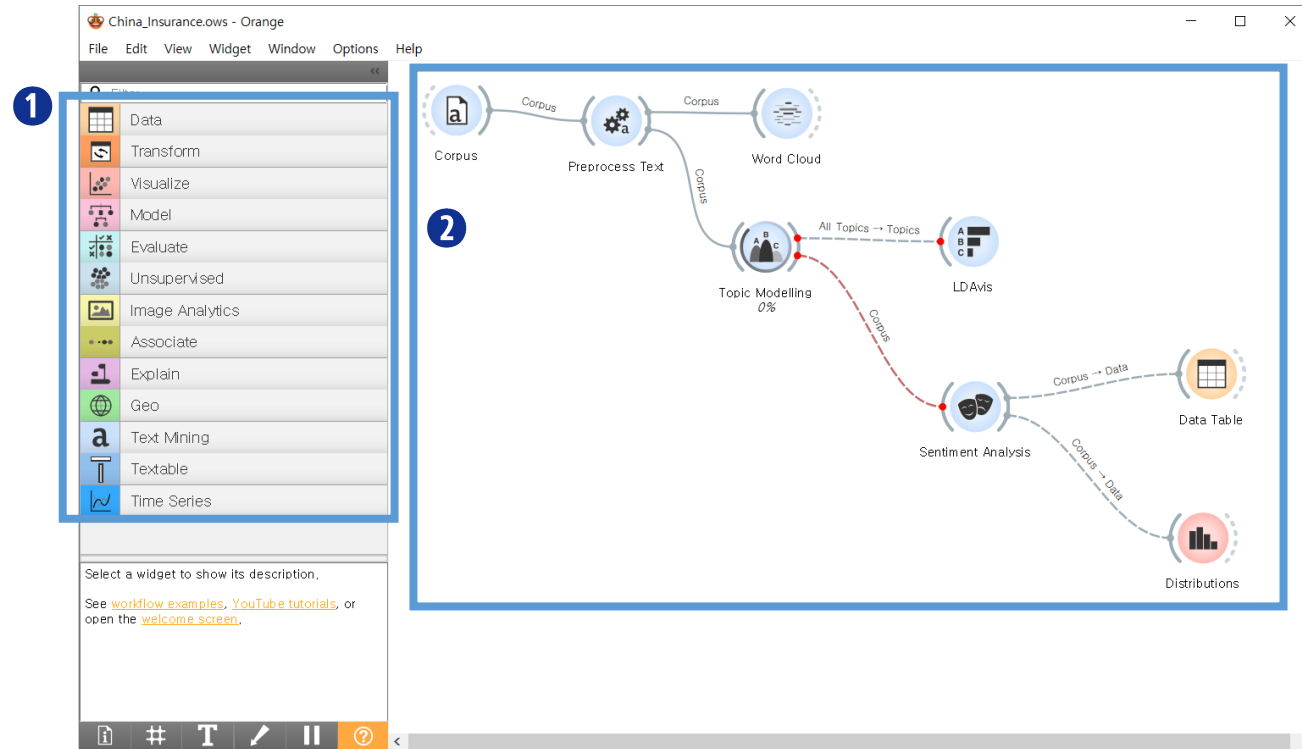 China_Insurance.ows - Orange
File Edit View Widget Window Options Help
«
1
Data
Transform
Visualize
Model
Evaluate
Unsupervised
Image Analytics
Associate
Explain
Geo
Text Mining
Textable
Time Series
Select a widget to show its description.
See workflow examples, YouTube tutorials, or
open the welcome screen.
2
Corpus
Corpus
Preprocess Text
Corpus
Word Cloud
Corpus
Topic Modelling
0%
All Topics → Topics
LDAvis
Corpus
Sentiment Analysis
Corpus → Data
Data Table
Corpus → Data
Distributions